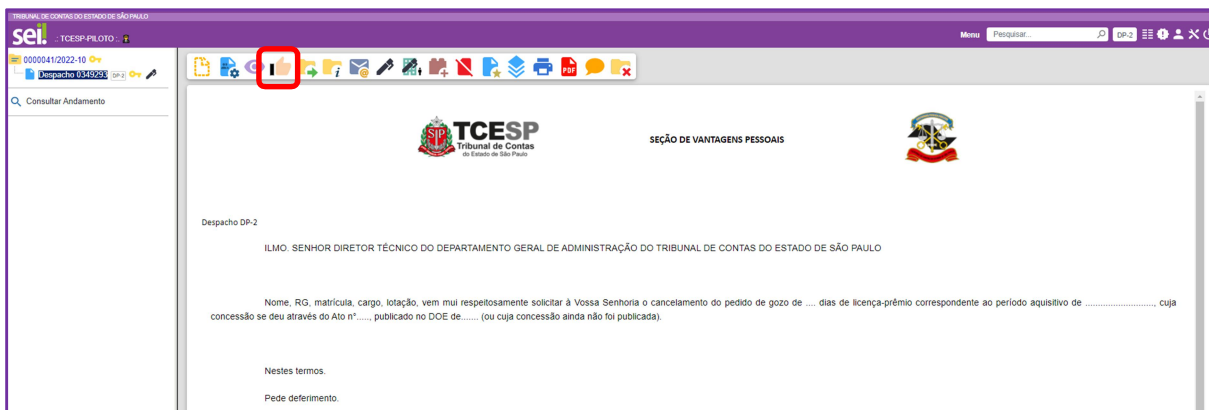 TRIBUNAL DE CONTAS DO ESTADO DE SÃO PAULO
sei!
.: TCESP-PILOTO :.
Menu
Pesquisar...
DP-2
0000041/2022-10
Despacho 0349293
DP-2
Consultar Andamento
PDF
SIP
TCESP
Tribunal de Contas
do Estado de São Paulo
SEÇÃO DE VANTAGENS PESSOAIS
Despacho DP-2
ILMO. SENHOR DIRETOR TÉCNICO DO DEPARTAMENTO GERAL DE ADMINISTRAÇÃO DO TRIBUNAL DE CONTAS DO ESTADO DE SÃO PAULO
Nome, RG, matrícula, cargo, lotação, vem mui respeitosamente solicitar à Vossa Senhoria o cancelamento do pedido de gozo de .... dias de licença-prêmio correspondente ao período aquisitivo de ..........................., cuja
concessão se deu através do Ato n°....., publicado no DOE de....... (ou cuja concessão ainda não foi publicada).
Nestes termos.
Pede deferimento.